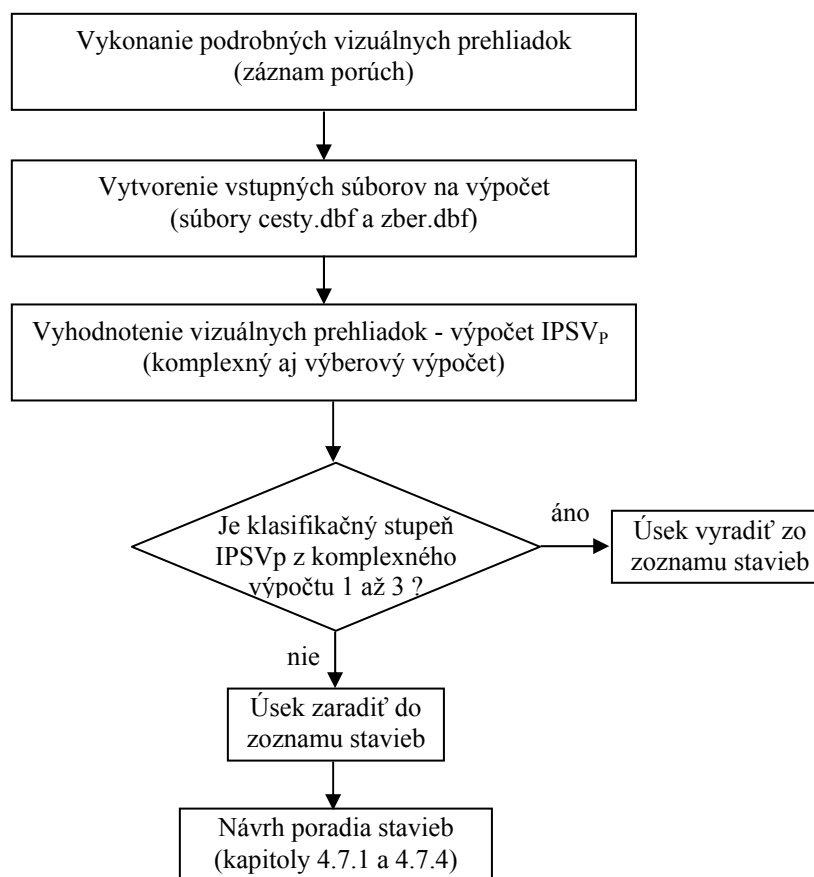 Vykonanie podrobných vizuálnych prehliadok
(záznam porúch)
Vytvorenie vstupných súborov na výpočet
(súbory cesty.dbf a zber.dbf)
Vyhodnotenie vizuálnych prehliadok - výpočet IPSVP
(komplexný aj výberový výpočet)
Je klasifikačný stupeň
IPSVp z komplexného
výpočtu 1 až 3 ?
áno
Úsek vyradiť zo
zoznamu stavieb
nie
Úsek zaradiť do
zoznamu stavieb
Návrh poradia stavieb
(kapitoly 4.7.1 a 4.7.4)